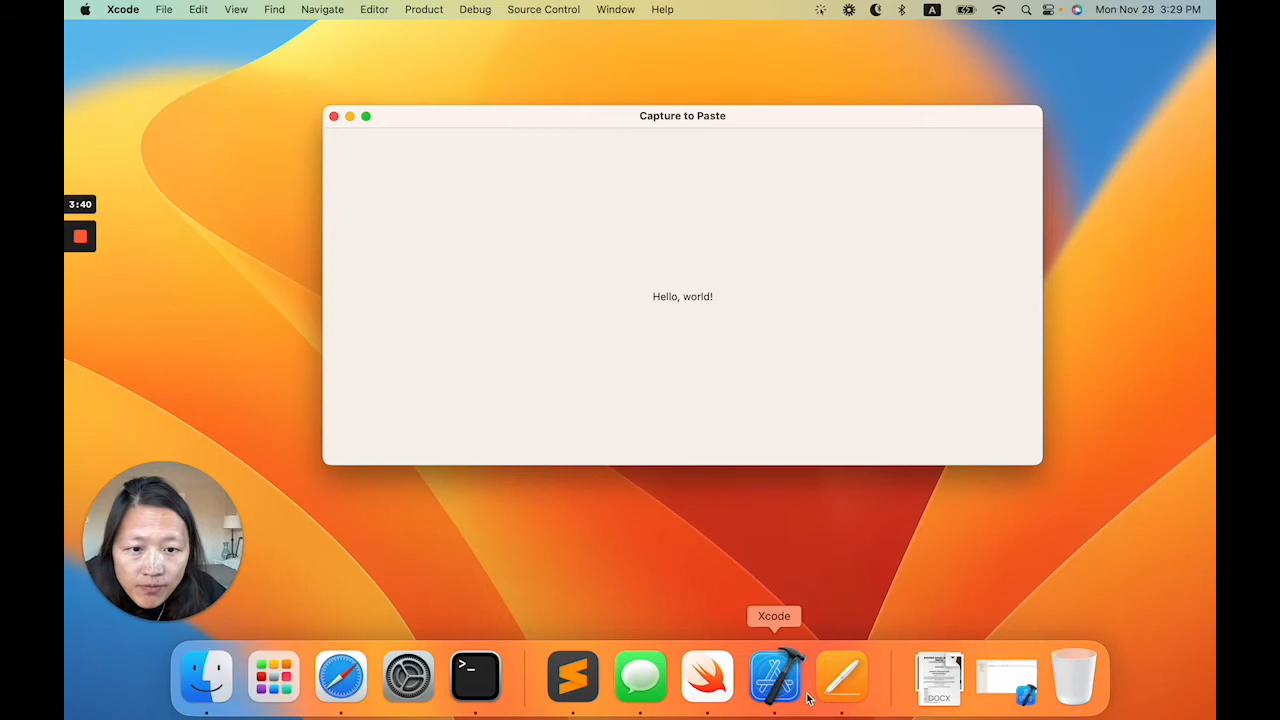 Xcode File Edit View Find Navigate Editor Product Debug Source Control Window Help A Mon Nov 28 3:29 PM
Capture to Paste
3:40
Hello, world!
Xcode
>_
DOCX